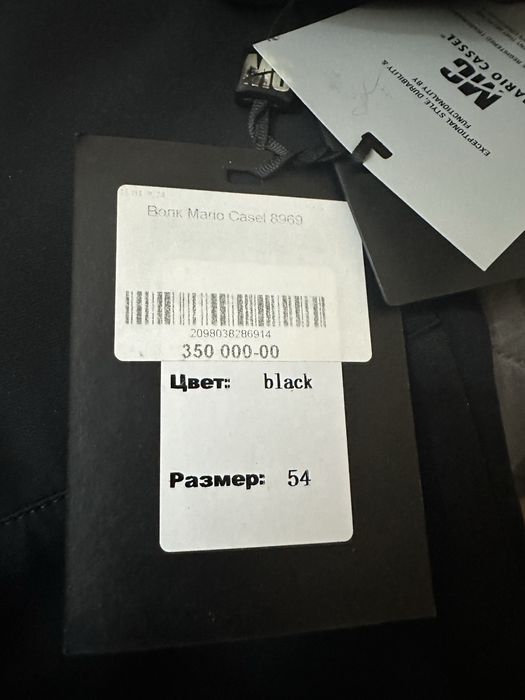 MC™
MARIO CASSEL
EXCEPTIONAL STYLE, DURABILITY &
FUNCTIONALITY BY
Волк Mario Casel 8969
2098038286914
350 000-00
Цвет: black
Размер: 54